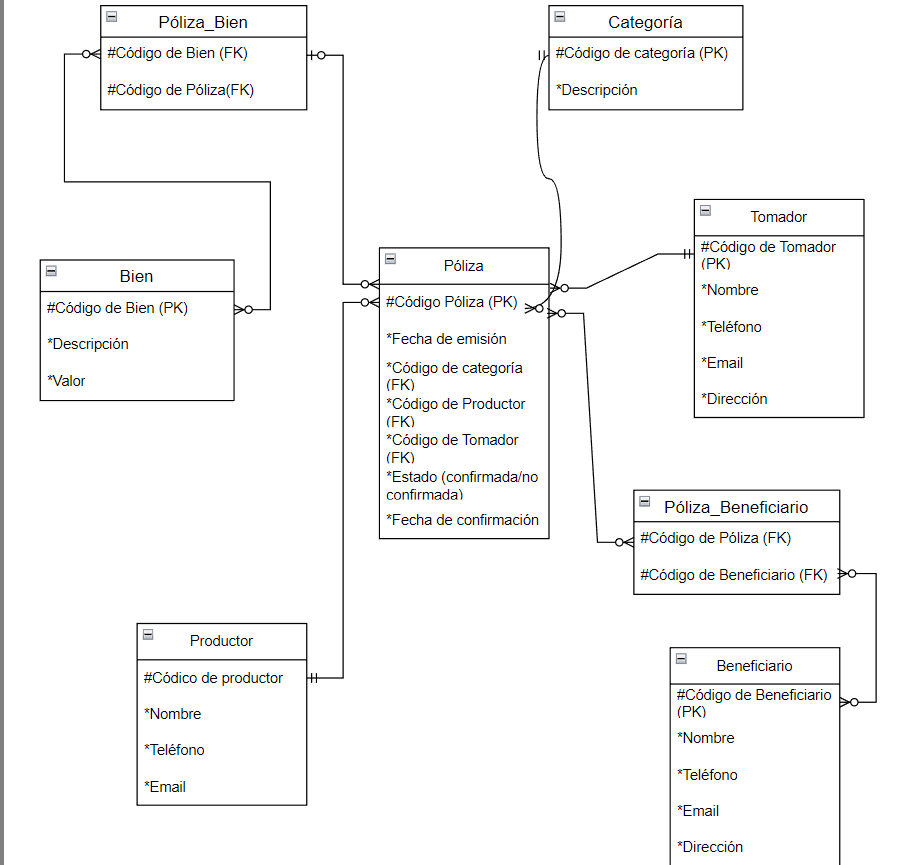 Póliza_Bien
#Código de Bien (FK)
#Código de Póliza(FK)
Categoría
#Código de categoría (PK)
*Descripción
Tomador
#Código de Tomador
(PK)
*Nombre
*Teléfono
*Email
*Dirección
Bien
#Código de Bien (PK)
*Descripción
*Valor
Póliza
#Código Póliza (PK)
*Fecha de emisión
*Código de categoría
(FK)
*Código de Productor
(FK)
*Código de Tomador
(FK)
*Estado (confirmada/no
confirmada)
*Fecha de confirmación
Póliza_Beneficiario
#Código de Póliza (FK)
#Código de Beneficiario (FK)
Productor
#Códico de productor
*Nombre
*Teléfono
*Email
Beneficiario
#Código de Beneficiario
(PK)
*Nombre
*Teléfono
*Email
*Dirección